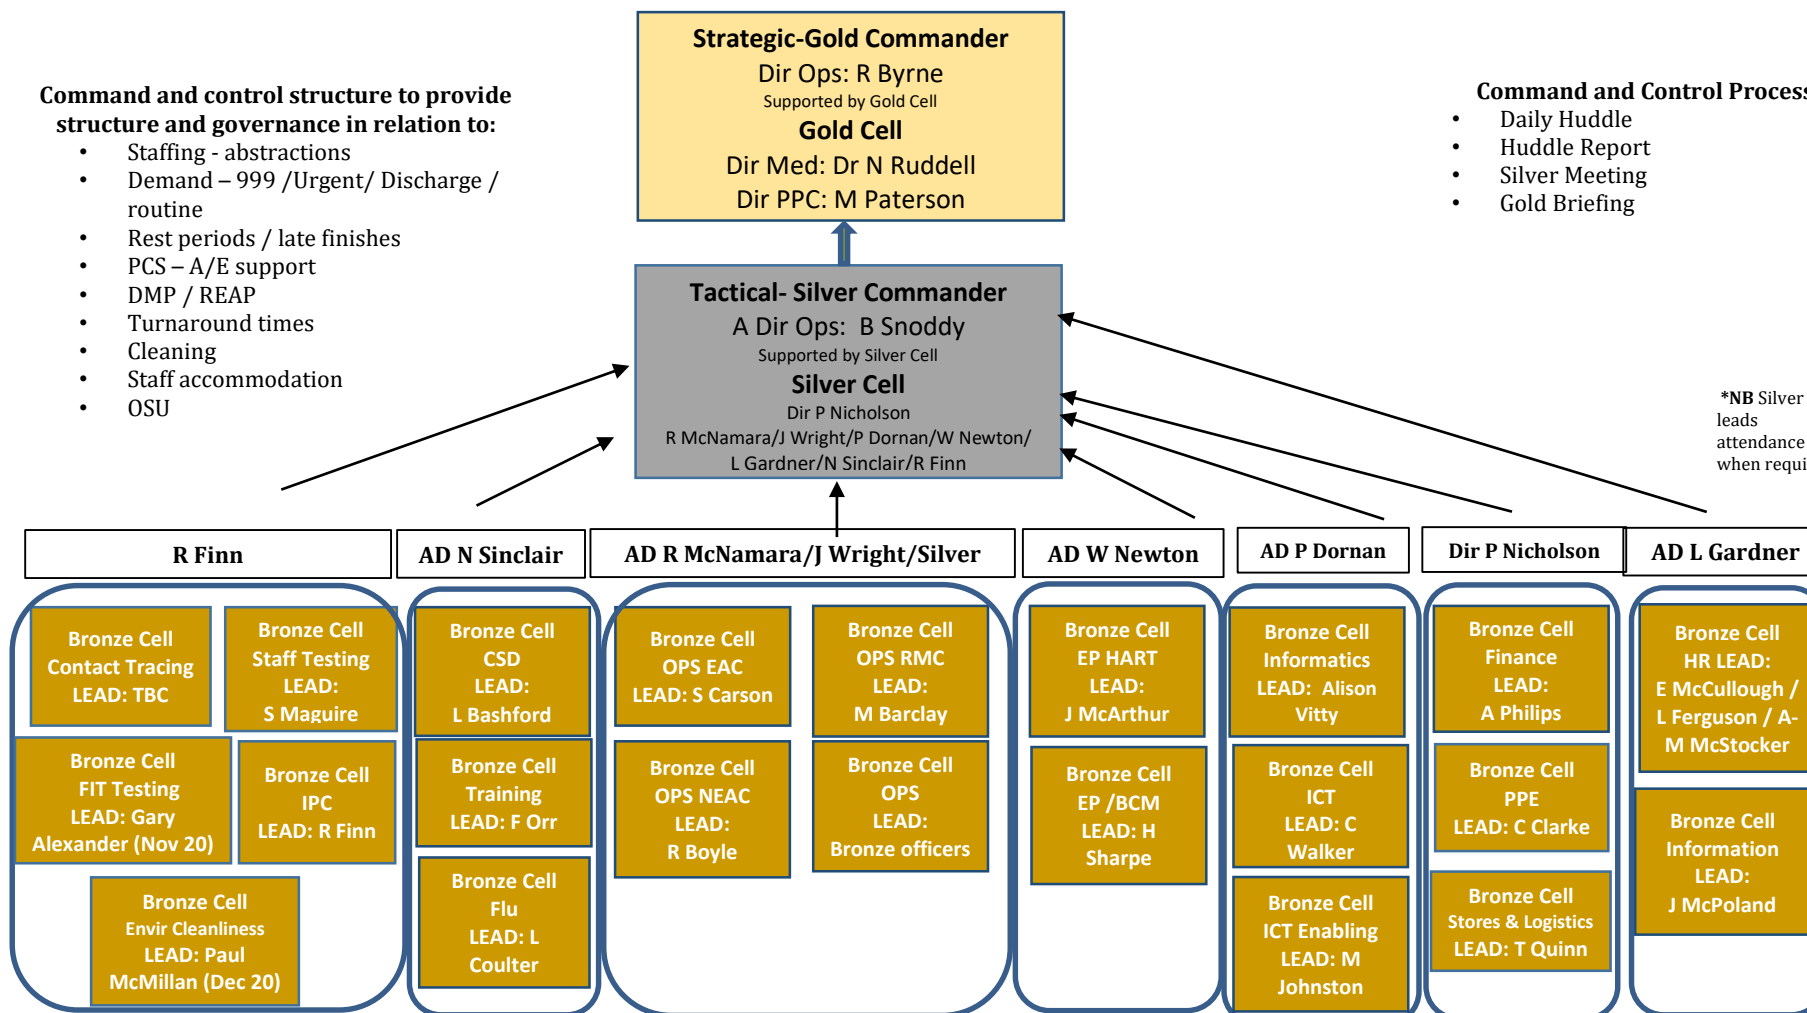 Strategic-Gold Commander
Dir Ops: R Byrne
Supported by Gold Cell
Gold Cell
Dir Med: Dr N Ruddell
Dir PPC: M Paterson
Command and control structure to provide
structure and governance in relation to:
• Staffing - abstractions
• Demand – 999 /Urgent/ Discharge /
routine
• Rest periods / late finishes
• PCS – A/E support
• DMP / REAP
• Turnaround times
• Cleaning
• Staff accommodation
• OSU
Command and Control Process
• Daily Huddle
• Huddle Report
• Silver Meeting
• Gold Briefing
Tactical- Silver Commander
A Dir Ops: B Snoddy
Supported by Silver Cell
Silver Cell
Dir P Nicholson
R McNamara/J Wright/P Dornan/W Newton/
L Gardner/N Sinclair/R Finn
*NB Silver
leads
attendance
when requi
R Finn
Bronze Cell
Contact Tracing
LEAD: TBC
Bronze Cell
Staff Testing
LEAD:
S Maguire
Bronze Cell
FIT Testing
LEAD: Gary
Alexander (Nov 20)
Bronze Cell
IPC
LEAD: R Finn
Bronze Cell
Envir Cleanliness
LEAD: Paul
McMillan (Dec 20)
AD N Sinclair
Bronze Cell
CSD
LEAD:
L Bashford
Bronze Cell
Training
LEAD: F Orr
Bronze Cell
Flu
LEAD: L
Coulter
AD R McNamara/J Wright/Silver
Bronze Cell
OPS EAC
LEAD: S Carson
Bronze Cell
OPS RMC
LEAD:
M Barclay
Bronze Cell
OPS NEAC
LEAD:
R Boyle
Bronze Cell
OPS
LEAD:
Bronze officers
AD W Newton
Bronze Cell
EP HART
LEAD:
J McArthur
Bronze Cell
EP /BCM
LEAD: H
Sharpe
AD P Dornan
Bronze Cell
Informatics
LEAD: Alison
Vitty
Bronze Cell
ICT
LEAD: C
Walker
Bronze Cell
ICT Enabling
LEAD: M
Johnston
Dir P Nicholson
Bronze Cell
Finance
LEAD:
A Philips
Bronze Cell
PPE
LEAD: C Clarke
Bronze Cell
Stores & Logistics
LEAD: T Quinn
AD L Gardner
Bronze Cell
HR LEAD:
E McCullough /
L Ferguson / A-
M McStocker
Bronze Cell
Information
LEAD:
J McPoland